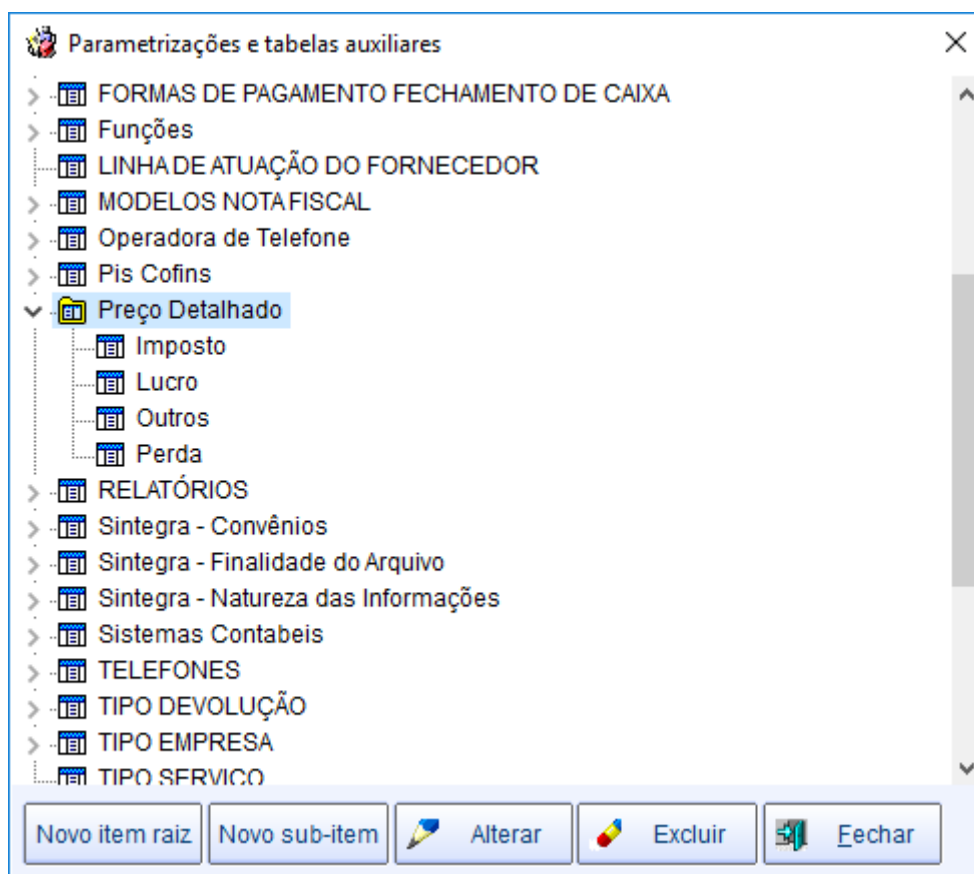 Parametrizações e tabelas auxiliares
FORMAS DE PAGAMENTO FECHAMENTO DE CAIXA
Funções
LINHA DE ATUAÇÃO DO FORNECEDOR
MODELOS NOTA FISCAL
Operadora de Telefone
Pis Cofins
Preço Detalhado
Imposto
Lucro
Outros
Perda
RELATÓRIOS
Sintegra - Convênios
Sintegra - Finalidade do Arquivo
Sintegra - Natureza das Informações
Sistemas Contabeis
TELEFONES
TIPO DEVOLUÇÃO
TIPO EMPRESA
TIPO SERVICO
Novo item raiz Novo sub-item Alterar Excluir Fechar